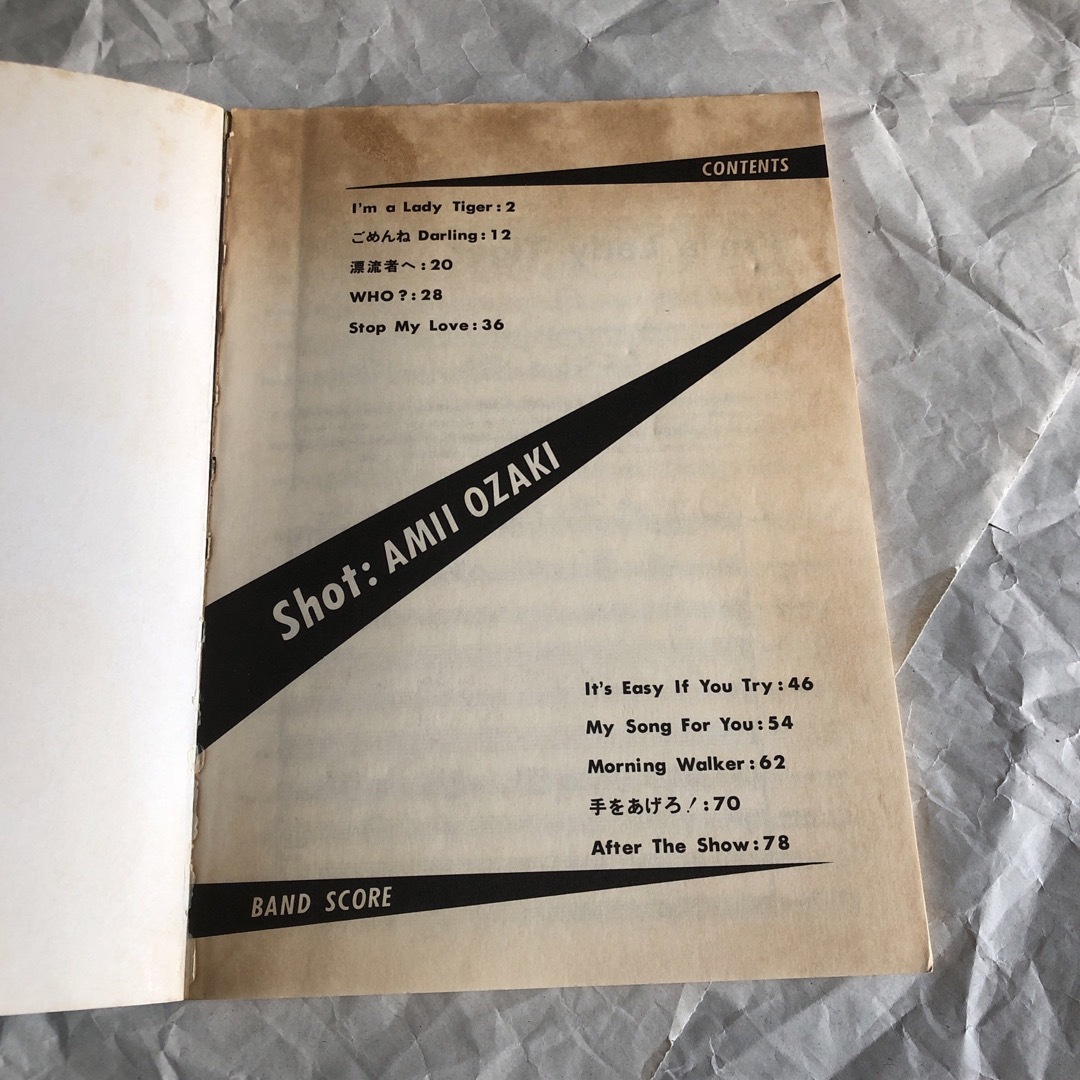 CONTENTS
I'm a Lady Tiger:2
ごめんね Darling:12
漂流者へ:20
WHO?:28
Stop My Love:36
Shot: AMII OZAKI
It's Easy If You Try:46
My Song For You:54
Morning Walker:62
手をあげろ!:70
After The Show:78
BAND SCORE